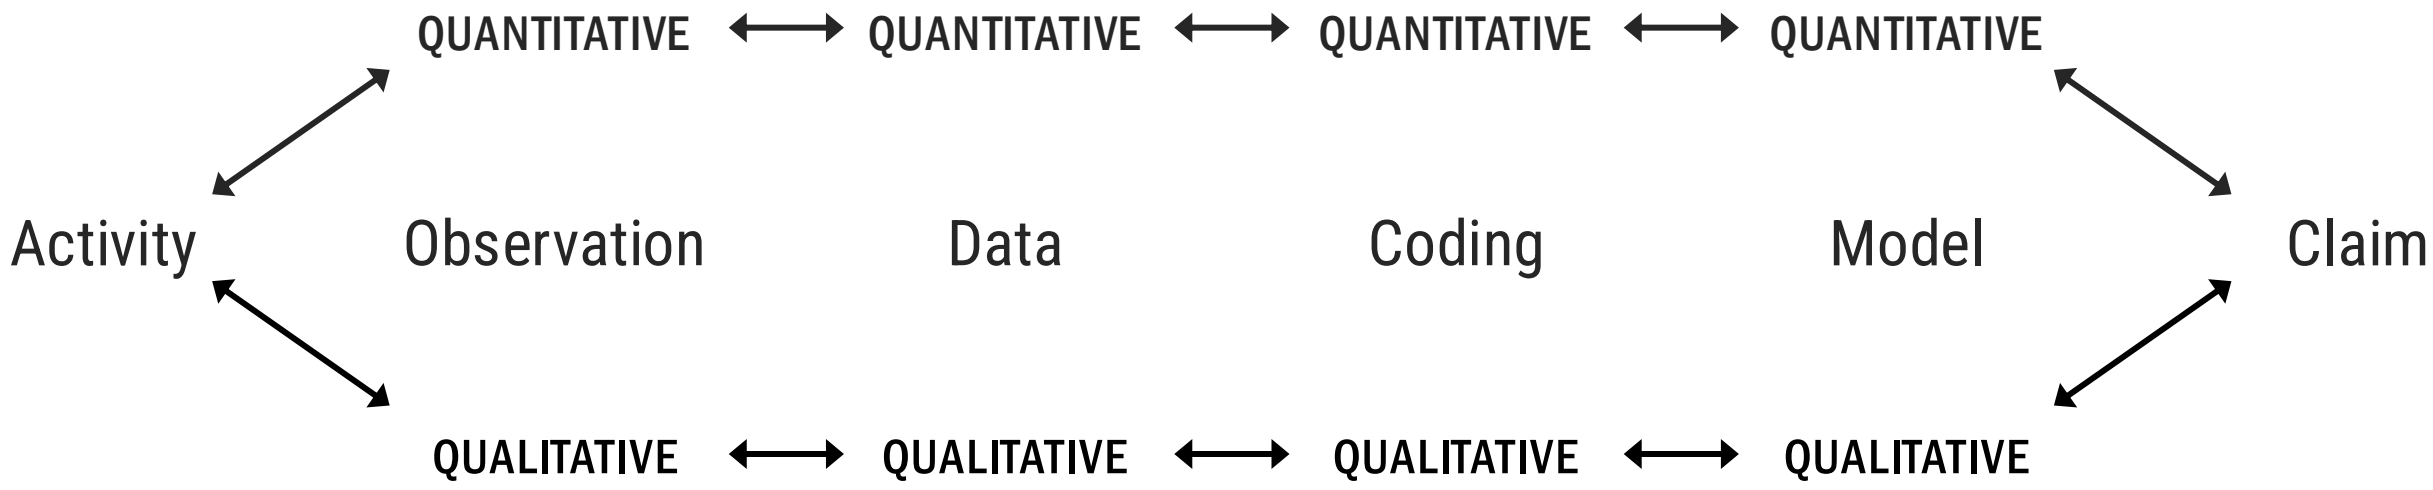 QUANTITATIVE QUANTITATIVE QUANTITATIVE QUANTITATIVE
Activity Observation Data Coding Model Claim
QUALITATIVE QUALITATIVE QUALITATIVE QUALITATIVE